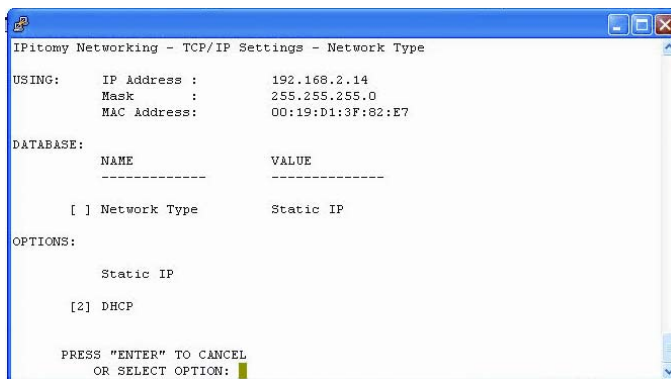 IPitomy Networking - TCP/IP Settings - Network Type
USING: IP Address : 192.168.2.14
Mask : 255.255.255.0
MAC Address: 00:19:D1:3F:82:E7
DATABASE:
NAME VALUE
------------- --------------
[ ] Network Type Static IP
OPTIONS:
Static IP
[2] DHCP
PRESS "ENTER" TO CANCEL
OR SELECT OPTION: